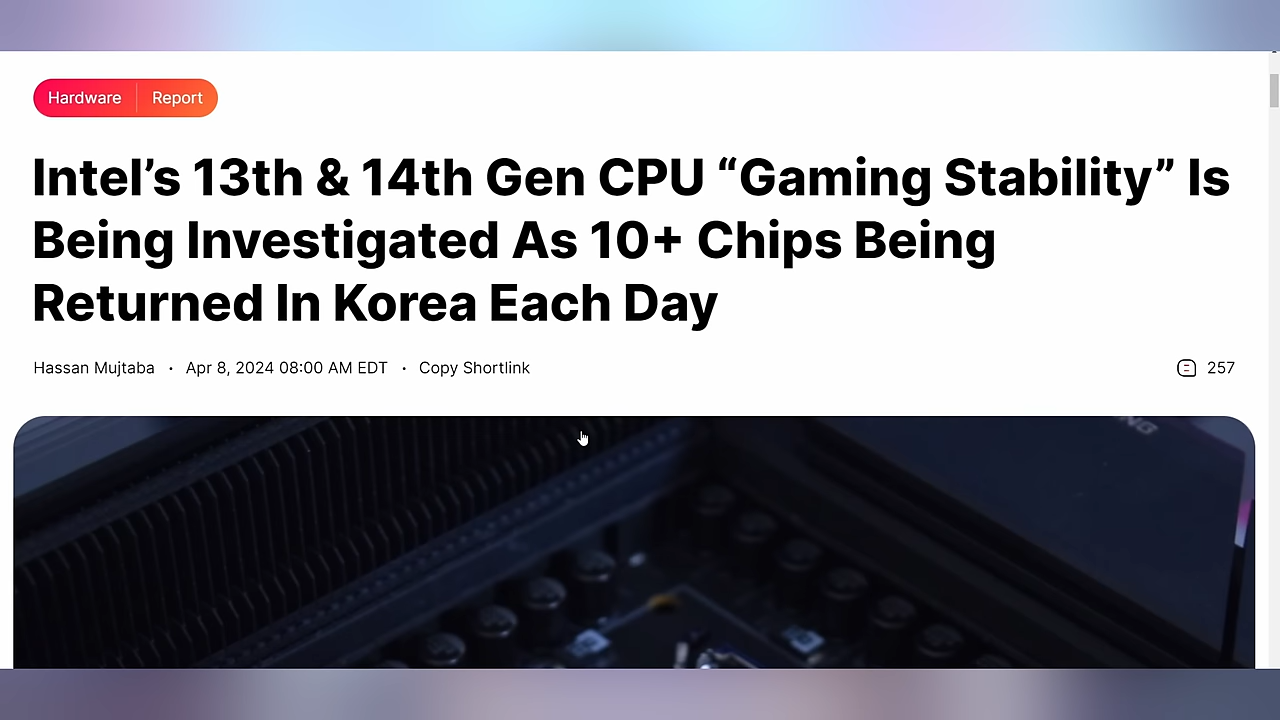 Hardware Report
Intel’s 13th & 14th Gen CPU “Gaming Stability” Is
Being Investigated As 10+ Chips Being
Returned In Korea Each Day
Hassan Mujtaba • Apr 8, 2024 08:00 AM EDT • Copy Shortlink 257